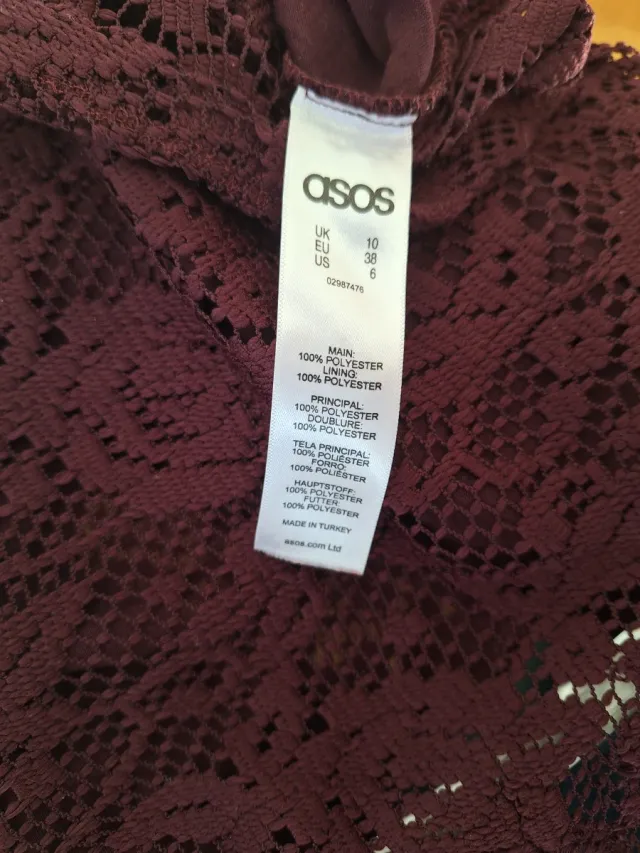 asos
UK 10
EU 38
US 6
02987476
MAIN:
100% POLYESTER
LINING:
100% POLYESTER
PRINCIPAL:
100% POLYESTER
DOUBLURE:
100% POLYESTER
TELA PRINCIPAL:
100% POLIÉSTER
FORRO:
100% POLIÉSTER
HAUPTSTOFF:
100% POLYESTER
FUTTER:
100% POLYESTER
MADE IN TURKEY
asos.com Ltd